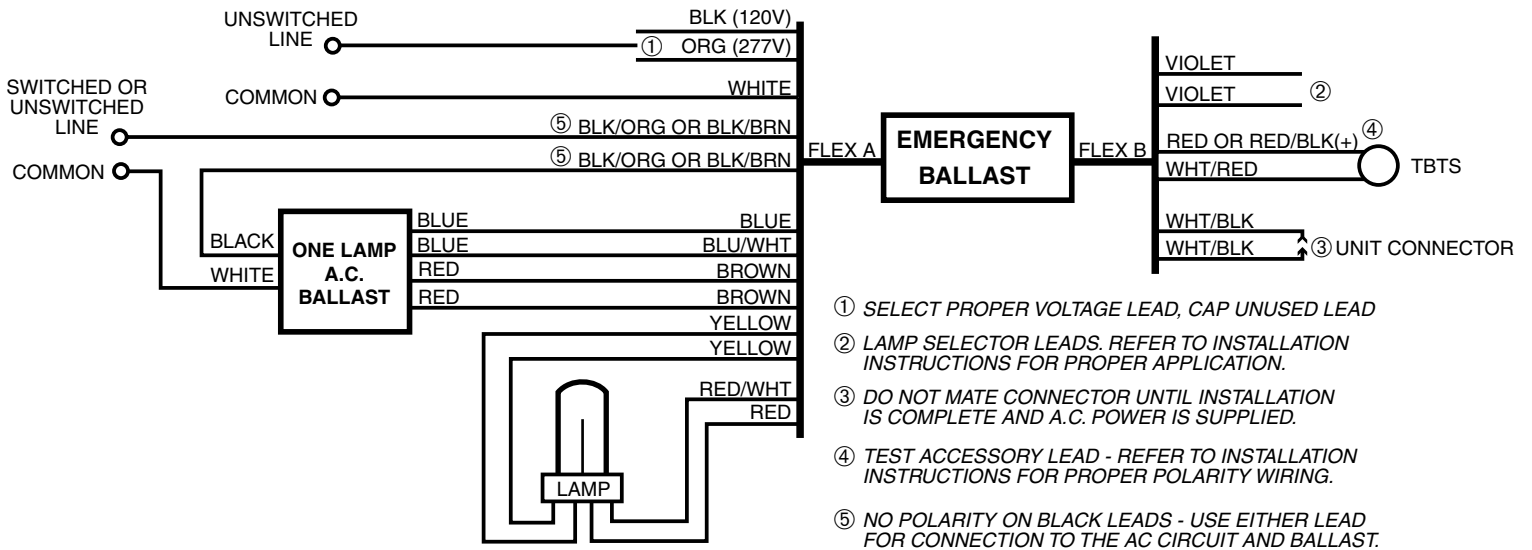 UNSWITCHED
LINE
BLK (120V)
① ORG (277V)
COMMON
WHITE
SWITCHED OR
UNSWITCHED
LINE
⑤ BLK/ORG OR BLK/BRN
COMMON
⑤ BLK/ORG OR BLK/BRN
BLACK
WHITE
ONE LAMP
A.C.
BALLAST
BLUE
BLUE
BLUE
BLU/WHT
RED
BROWN
RED
BROWN
YELLOW
YELLOW
RED/WHT
RED
LAMP
FLEX A
EMERGENCY
BALLAST
FLEX B
VIOLET
VIOLET
②
RED OR RED/BLK(+)
④
WHT/RED
TBTS
WHT/BLK
WHT/BLK
③ UNIT CONNECTOR
① SELECT PROPER VOLTAGE LEAD, CAP UNUSED LEAD
② LAMP SELECTOR LEADS. REFER TO INSTALLATION
INSTRUCTIONS FOR PROPER APPLICATION.
③ DO NOT MATE CONNECTOR UNTIL INSTALLATION
IS COMPLETE AND A.C. POWER IS SUPPLIED.
④ TEST ACCESSORY LEAD - REFER TO INSTALLATION
INSTRUCTIONS FOR PROPER POLARITY WIRING.
⑤ NO POLARITY ON BLACK LEADS - USE EITHER LEAD
FOR CONNECTION TO THE AC CIRCUIT AND BALLAST.